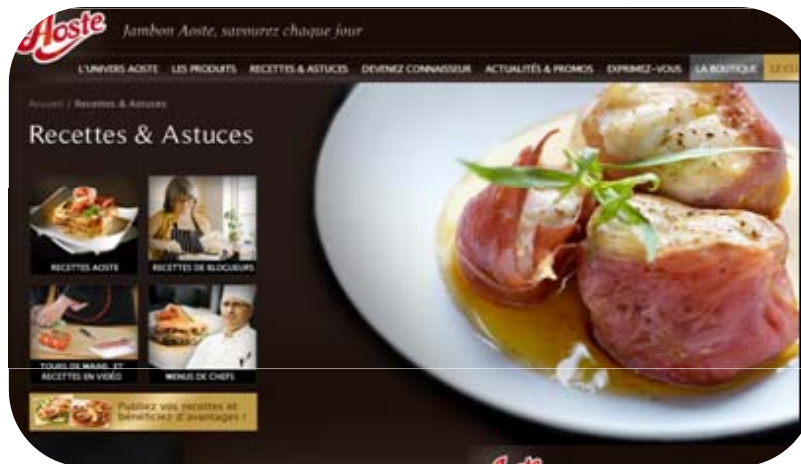 Aoste
Jambon Aoste, savourez chaque jour
L'UNIVERS AOSTE LES PRODUITS RECETTES & ASTUCES DEVENEZ CONNAISSEUR ACTUALITÉS & PROMOS EXPRIMEZ-VOUS LA BOUTIQUE
Accueil / Recettes & Astuces
Recettes & Astuces
RECETTES AOSTE
RECETTES DE BLOGUEURS
TOURS DE MAINS ET
RECETTES EN VIDÉO
MENUS DE CHEFS
Publiez vos recettes et
bénéficiez d'avantages !